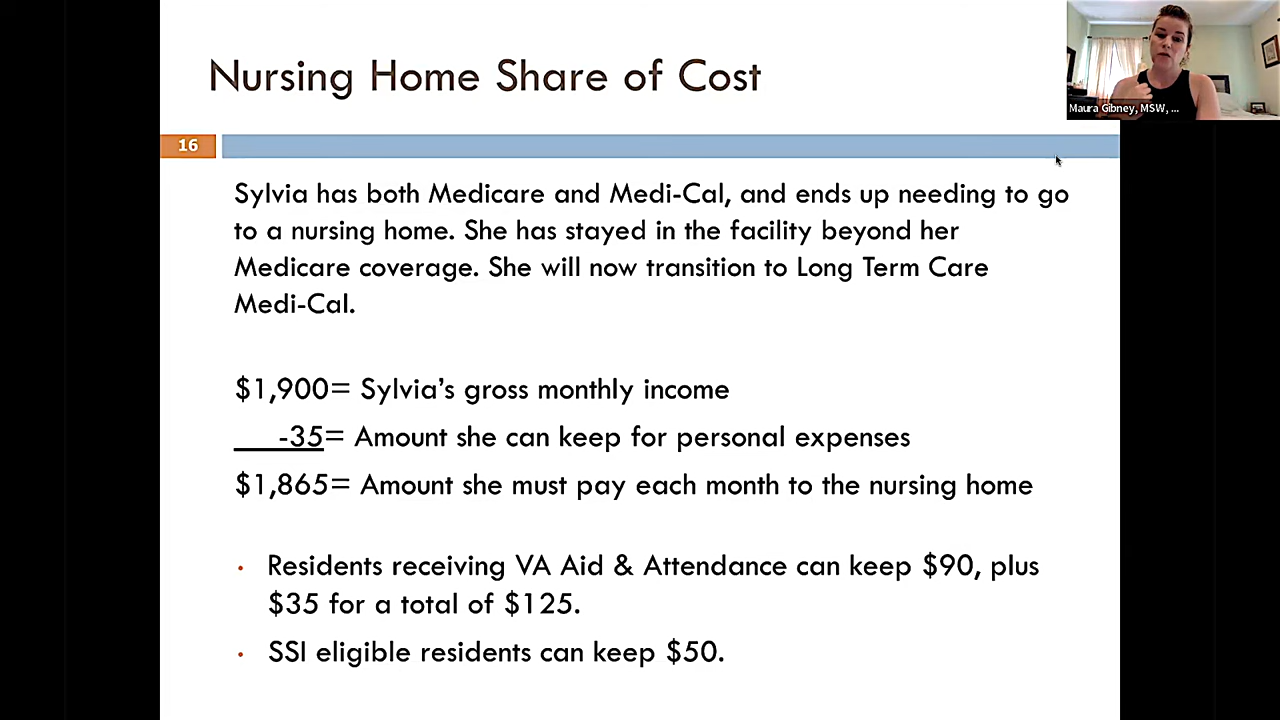 Nursing Home Share of Cost
Maura Gibney, MSW, ...
16
Sylvia has both Medicare and Medi-Cal, and ends up needing to go
to a nursing home. She has stayed in the facility beyond her
Medicare coverage. She will now transition to Long Term Care
Medi-Cal.
$1,900= Sylvia's gross monthly income
-35= Amount she can keep for personal expenses
$1,865= Amount she must pay each month to the nursing home
• Residents receiving VA Aid & Attendance can keep $90, plus
$35 for a total of $125.
• SSI eligible residents can keep $50.